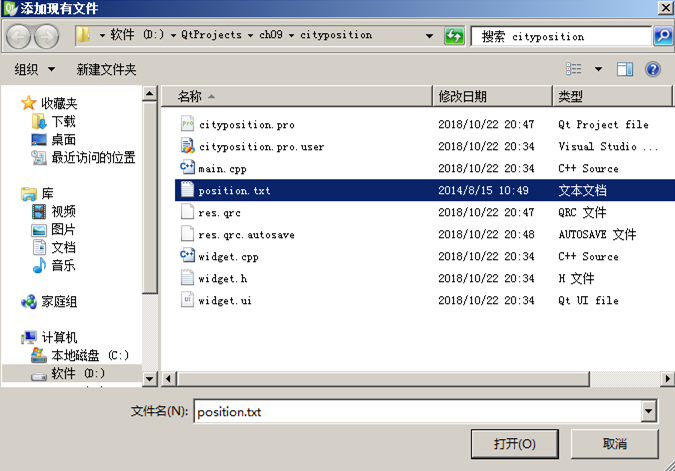 添加现有文件
软件 (D:) QtProjects ch09 cityposition
搜索 cityposition
组织 新建文件夹
收藏夹
下载
桌面
最近访问的位置
库
视频
图片
文档
音乐
家庭组
计算机
本地磁盘 (C:)
软件 (D:)
名称 修改日期 类型
cityposition.pro 2018/10/22 20:47 Qt Project file
cityposition.pro.user 2018/10/22 20:47 Visual Studio ...
main.cpp 2018/10/22 20:34 C++ Source
position.txt 2014/8/15 10:49 文本文档
res.qrc 2018/10/22 20:47 QRC 文件
res.qrc.autosave 2018/10/22 20:48 AUTOSAVE 文件
widget.cpp 2018/10/22 20:34 C++ Source
widget.h 2018/10/22 20:34 H 文件
widget.ui 2018/10/22 20:34 Qt UI file
文件名(N): position.txt
打开(O) 取消